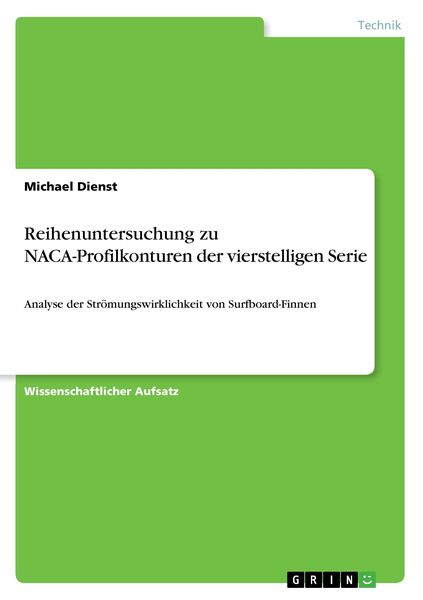 Technik
Michael Dienst
Reihenuntersuchung zu
NACA-Profilkonturen der vierstelligen Serie
Analyse der Strömungswirklichkeit von Surfboard-Finnen
Wissenschaftlicher Aufsatz
GRIN